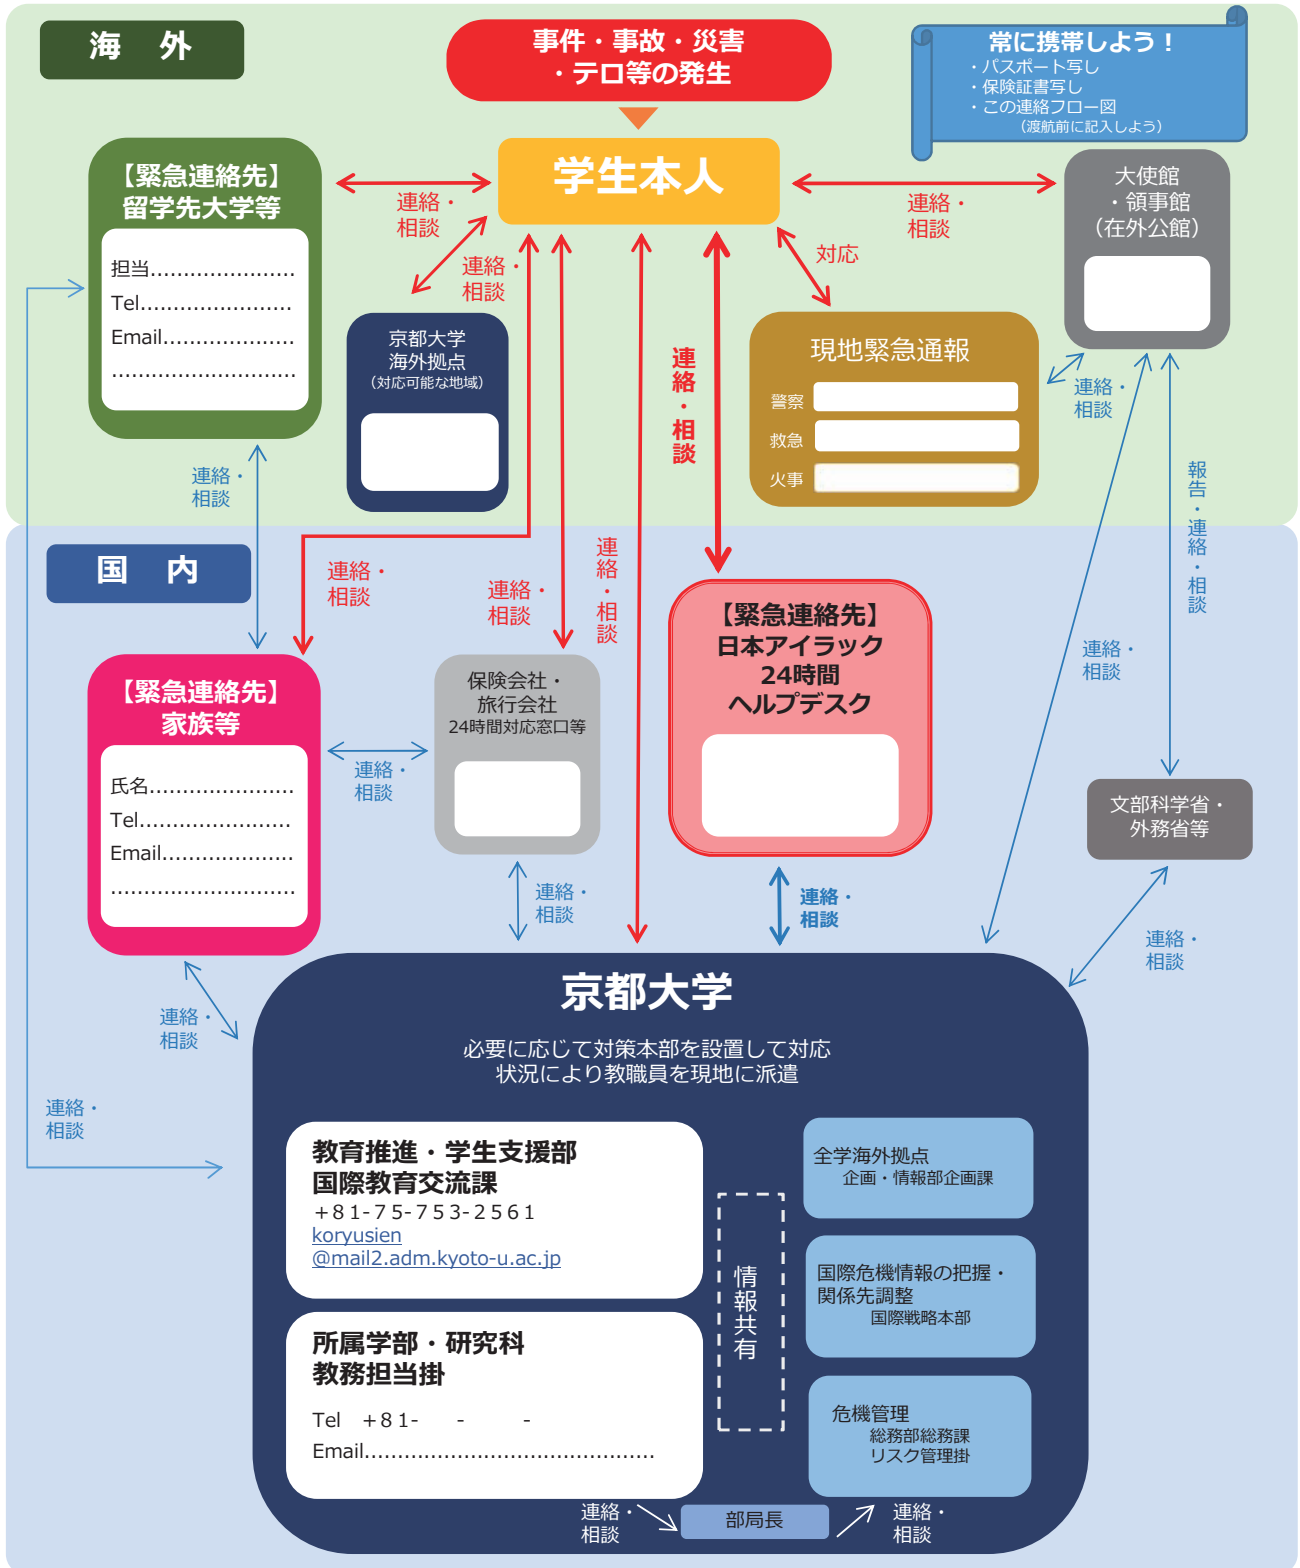 海 外
事件・事故・災害
・テロ等の発生
常に携帯しよう！
・パスポート写し
・保険証書写し
・この連絡フロー図
（渡航前に記入しよう）
学生本人
【緊急連絡先】
留学先大学等
担当......................
Tel.......................
Email....................
............................
連絡・
相談
連絡・
相談
連絡・
相談
対応
大使館
・領事館
（在外公館）
京都大学
海外拠点
（対応可能な地域）
連絡・相談
現地緊急通報
警察
救急
火事
連絡・
相談
連絡・
相談
報告・連絡・相談
国 内
連絡・
相談
連絡・
相談
連絡・相談
【緊急連絡先】
日本アイラック
24時間
ヘルプデスク
連絡・
相談
【緊急連絡先】
家族等
氏名......................
Tel.......................
Email....................
............................
連絡・
相談
保険会社・
旅行会社
24時間対応窓口等
文部科学省・
外務省等
連絡・
相談
連絡・
相談
連絡・
相談
連絡・
相談
連絡・
相談
京都大学
必要に応じて対策本部を設置して対応
状況により教職員を現地に派遣
教育推進・学生支援部
国際教育交流課
＋８１-７５-７５３-２５６１
koryusien
@mail2.adm.kyoto-u.ac.jp
所属学部・研究科
教務担当掛
Tel ＋８１- - -
Email............................................
情報共有
全学海外拠点
企画・情報部企画課
国際危機情報の把握・
関係先調整
国際戦略本部
危機管理
総務部総務課
リスク管理掛
連絡・
相談
部局長
連絡・
相談